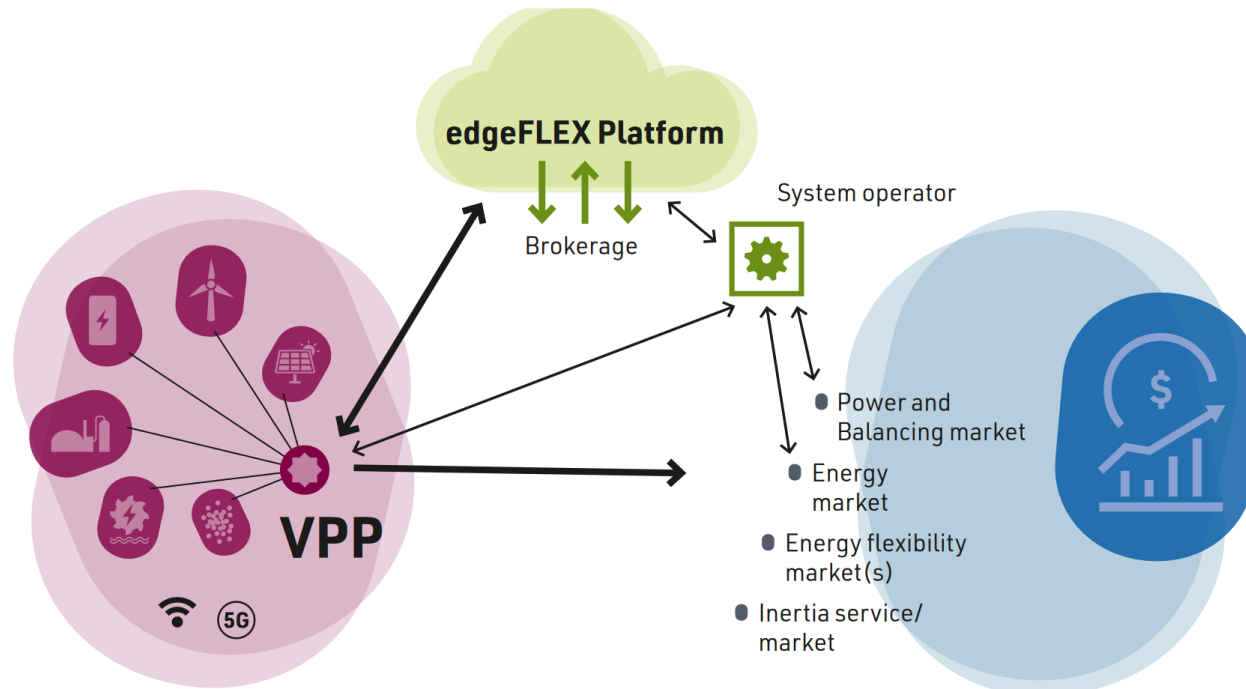 edgeFLEX Platform
Brokerage
System operator
$
Power and
Balancing market
Energy
market
Energy flexibility
market(s)
Inertia service/
market
VPP
5G